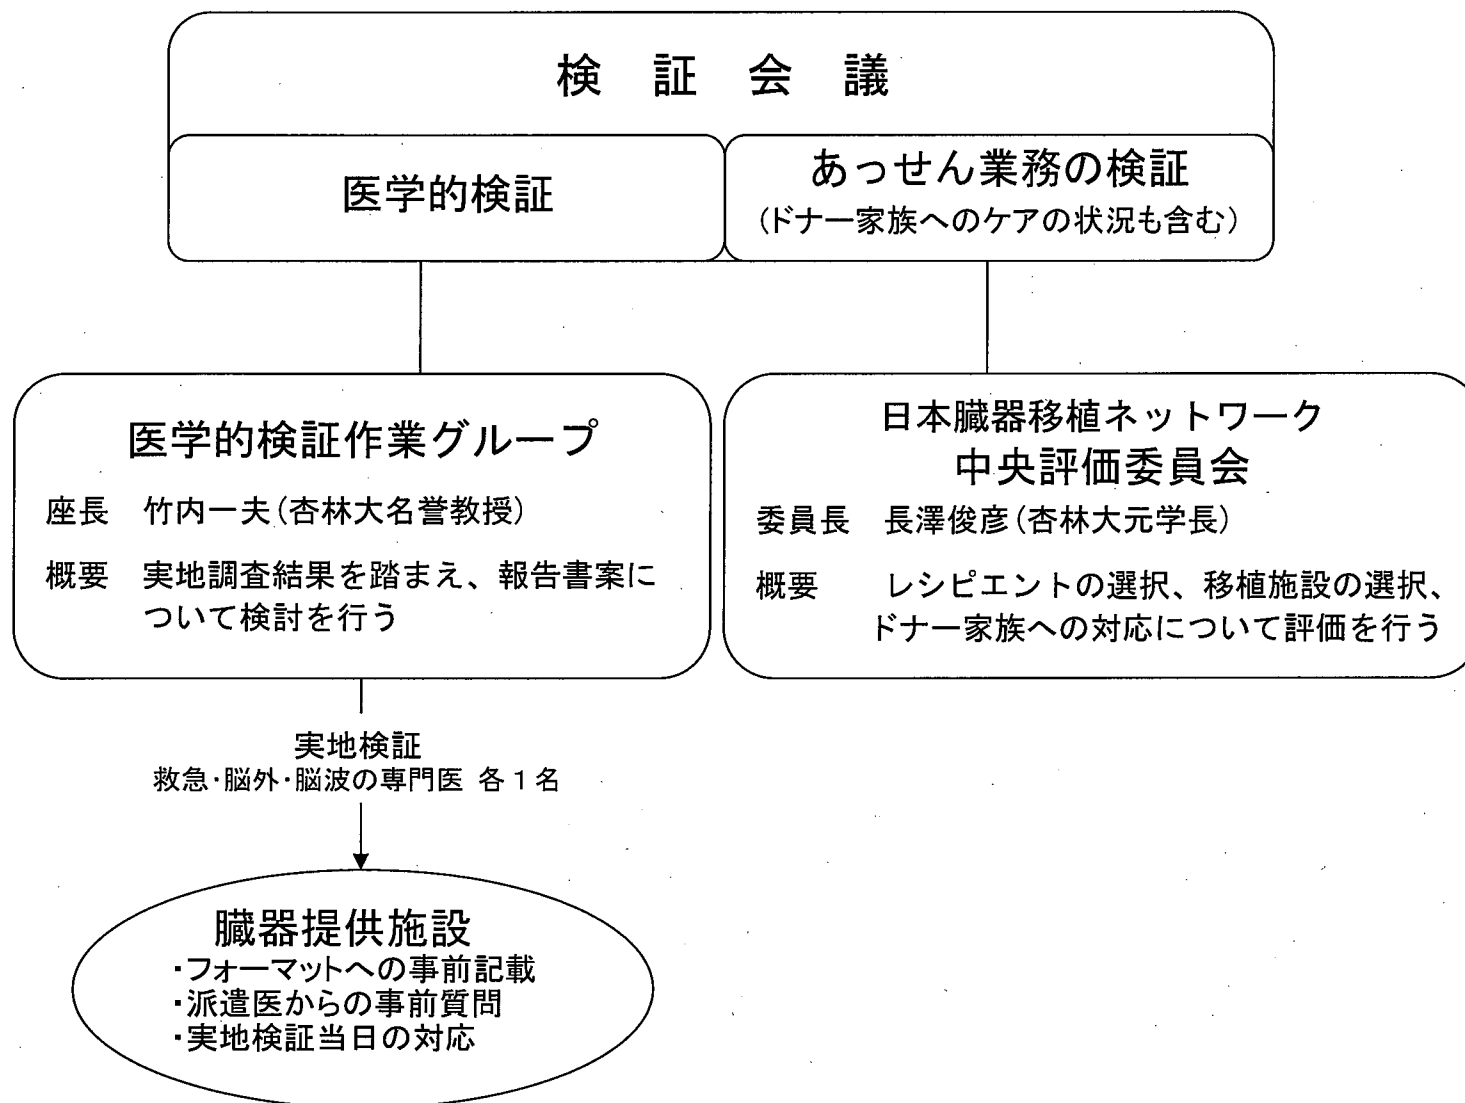 検 証 会 議
医学的検証
あっせん業務の検証
(ドナー家族へのケアの状況も含む)
医学的検証作業グループ
座長 竹内一夫(杏林大名誉教授)
概要 実地調査結果を踏まえ、報告書案に
ついて検討を行う
日本臓器移植ネットワーク
中央評価委員会
委員長 長澤俊彦(杏林大元学長)
概要 レシピエントの選択、移植施設の選択、
ドナー家族への対応について評価を行う
実地検証
救急・脳外・脳波の専門医 各1名
臓器提供施設
・フォーマットへの事前記載
・派遣医からの事前質問
・実地検証当日の対応